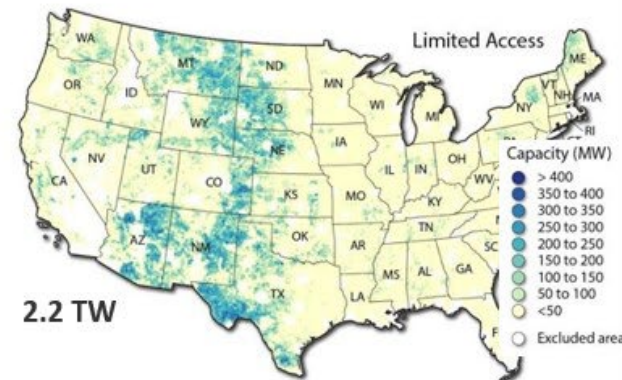 Limited Access
WA
MT
ND
ME
OR
ID
MN
VT
NH
MA
WI
NY
SD
WY
MI
RI
IA
NE
NV
UT
CO
IL
IN
OH
Capacity (MW)
CA
KS
MO
WV
KY
> 400
350 to 400
300 to 350
250 to 300
200 to 250
150 to 200
100 to 150
50 to 100
<50
Excluded area
AZ
NM
OK
AR
TN
SC
MS
AL
GA
TX
LA
2.2 TW